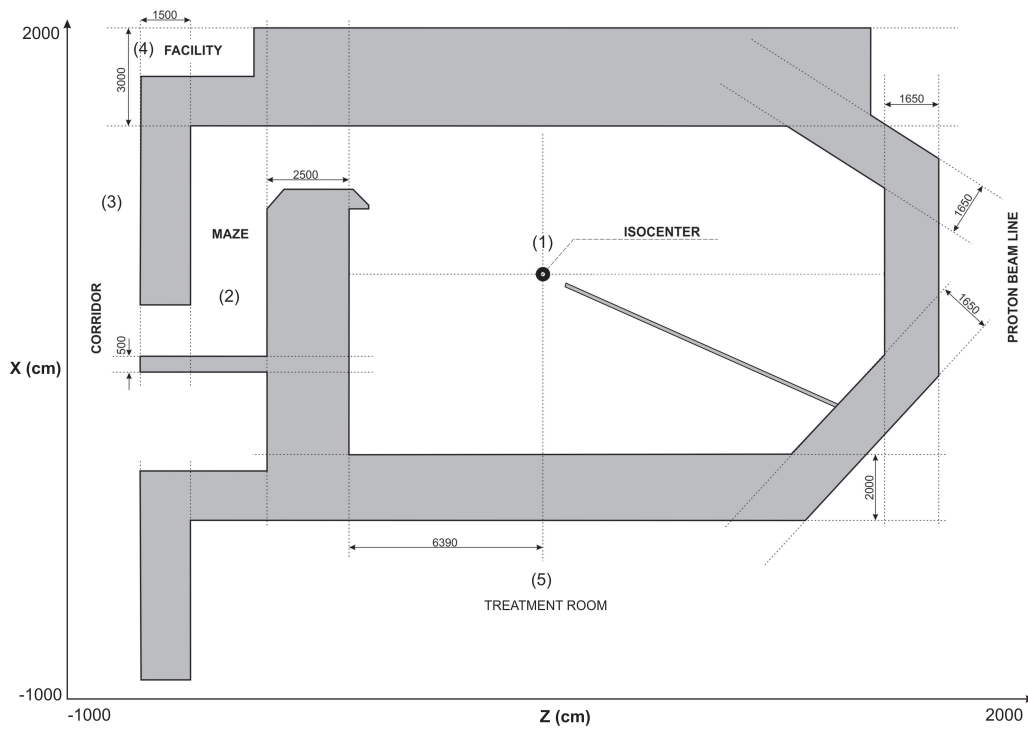 1500
2000
(4) FACILITY
3000
1650
2500
(3)
1650
MAZE
(1)
ISOCENTER
PROTON BEAM LINE
(2)
CORRIDOR
1650
500
X (cm)
2000
6390
(5)
TREATMENT ROOM
-1000
-1000
Z (cm)
2000